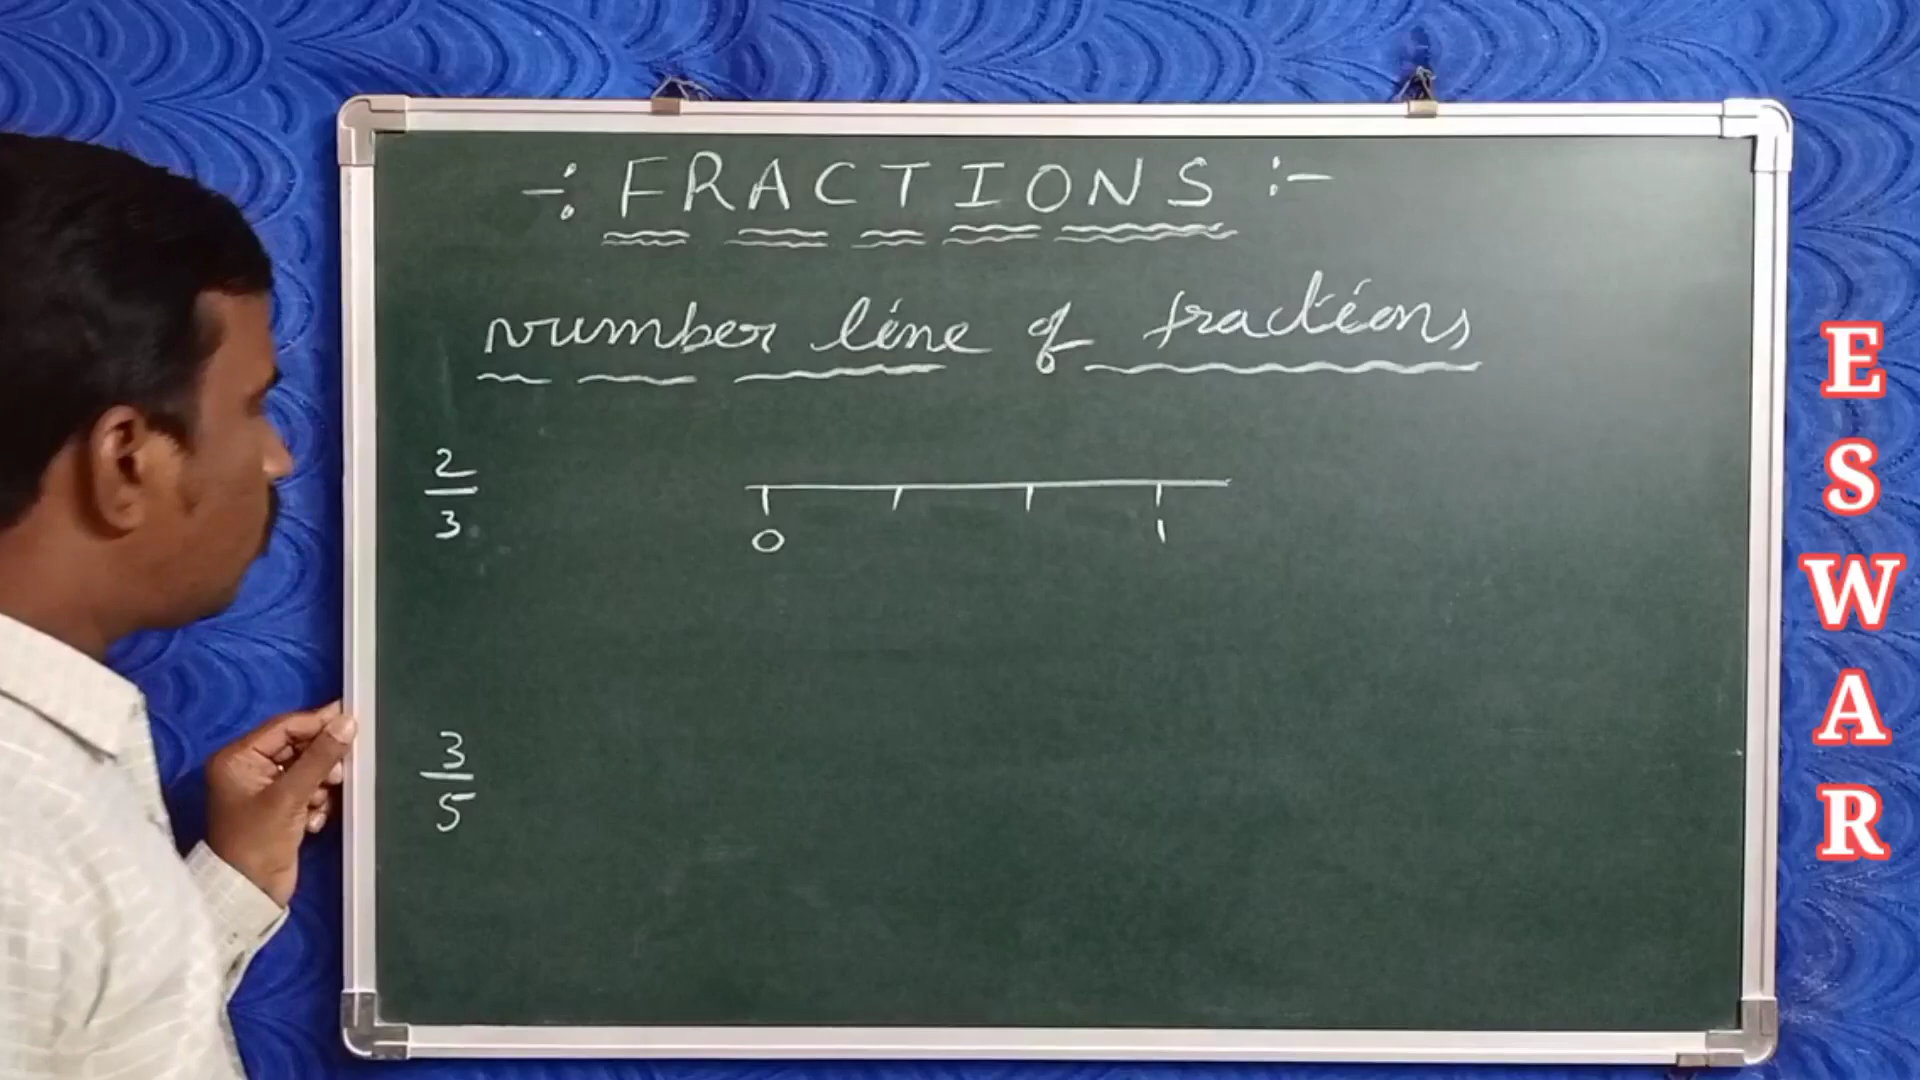 -: FRACTIONS :-
number line of fractions
2
3
0 1
3
5
ESWAR